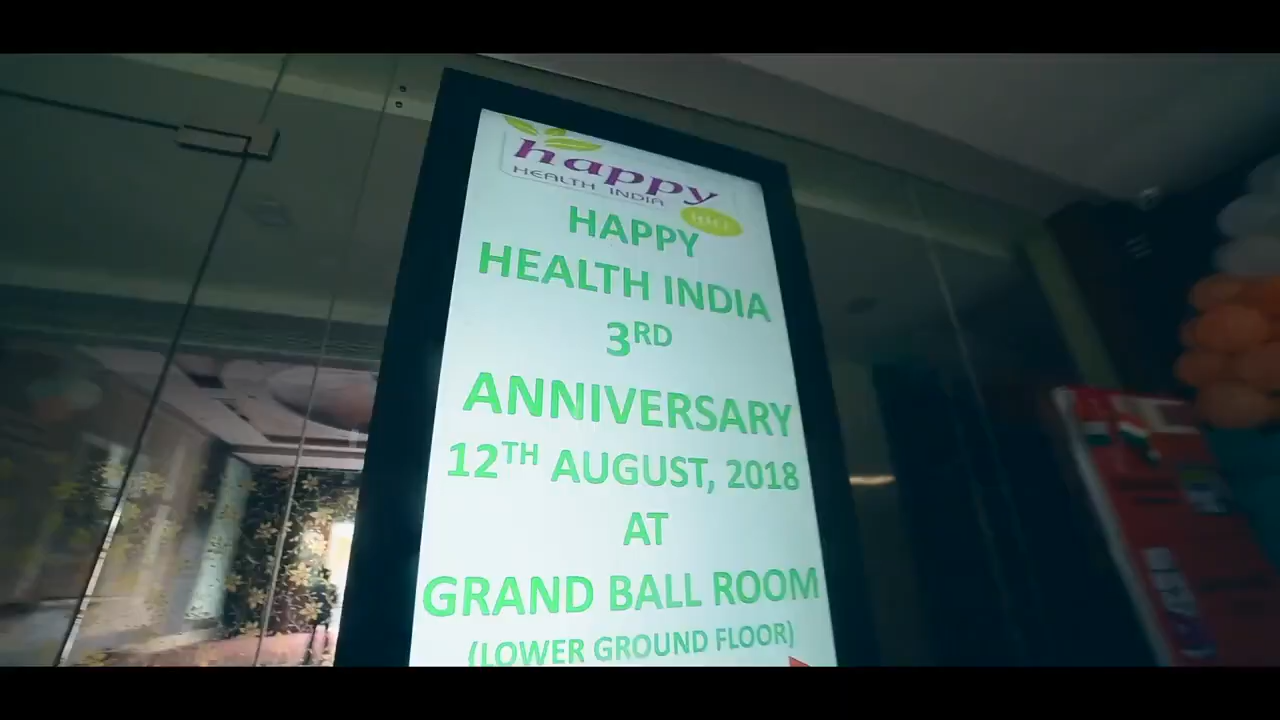 happy
HEALTH INDIA
HAPPY
HEALTH INDIA
3RD
ANNIVERSARY
12TH AUGUST, 2018
AT
GRAND BALL ROOM
(LOWER GROUND FLOOR)